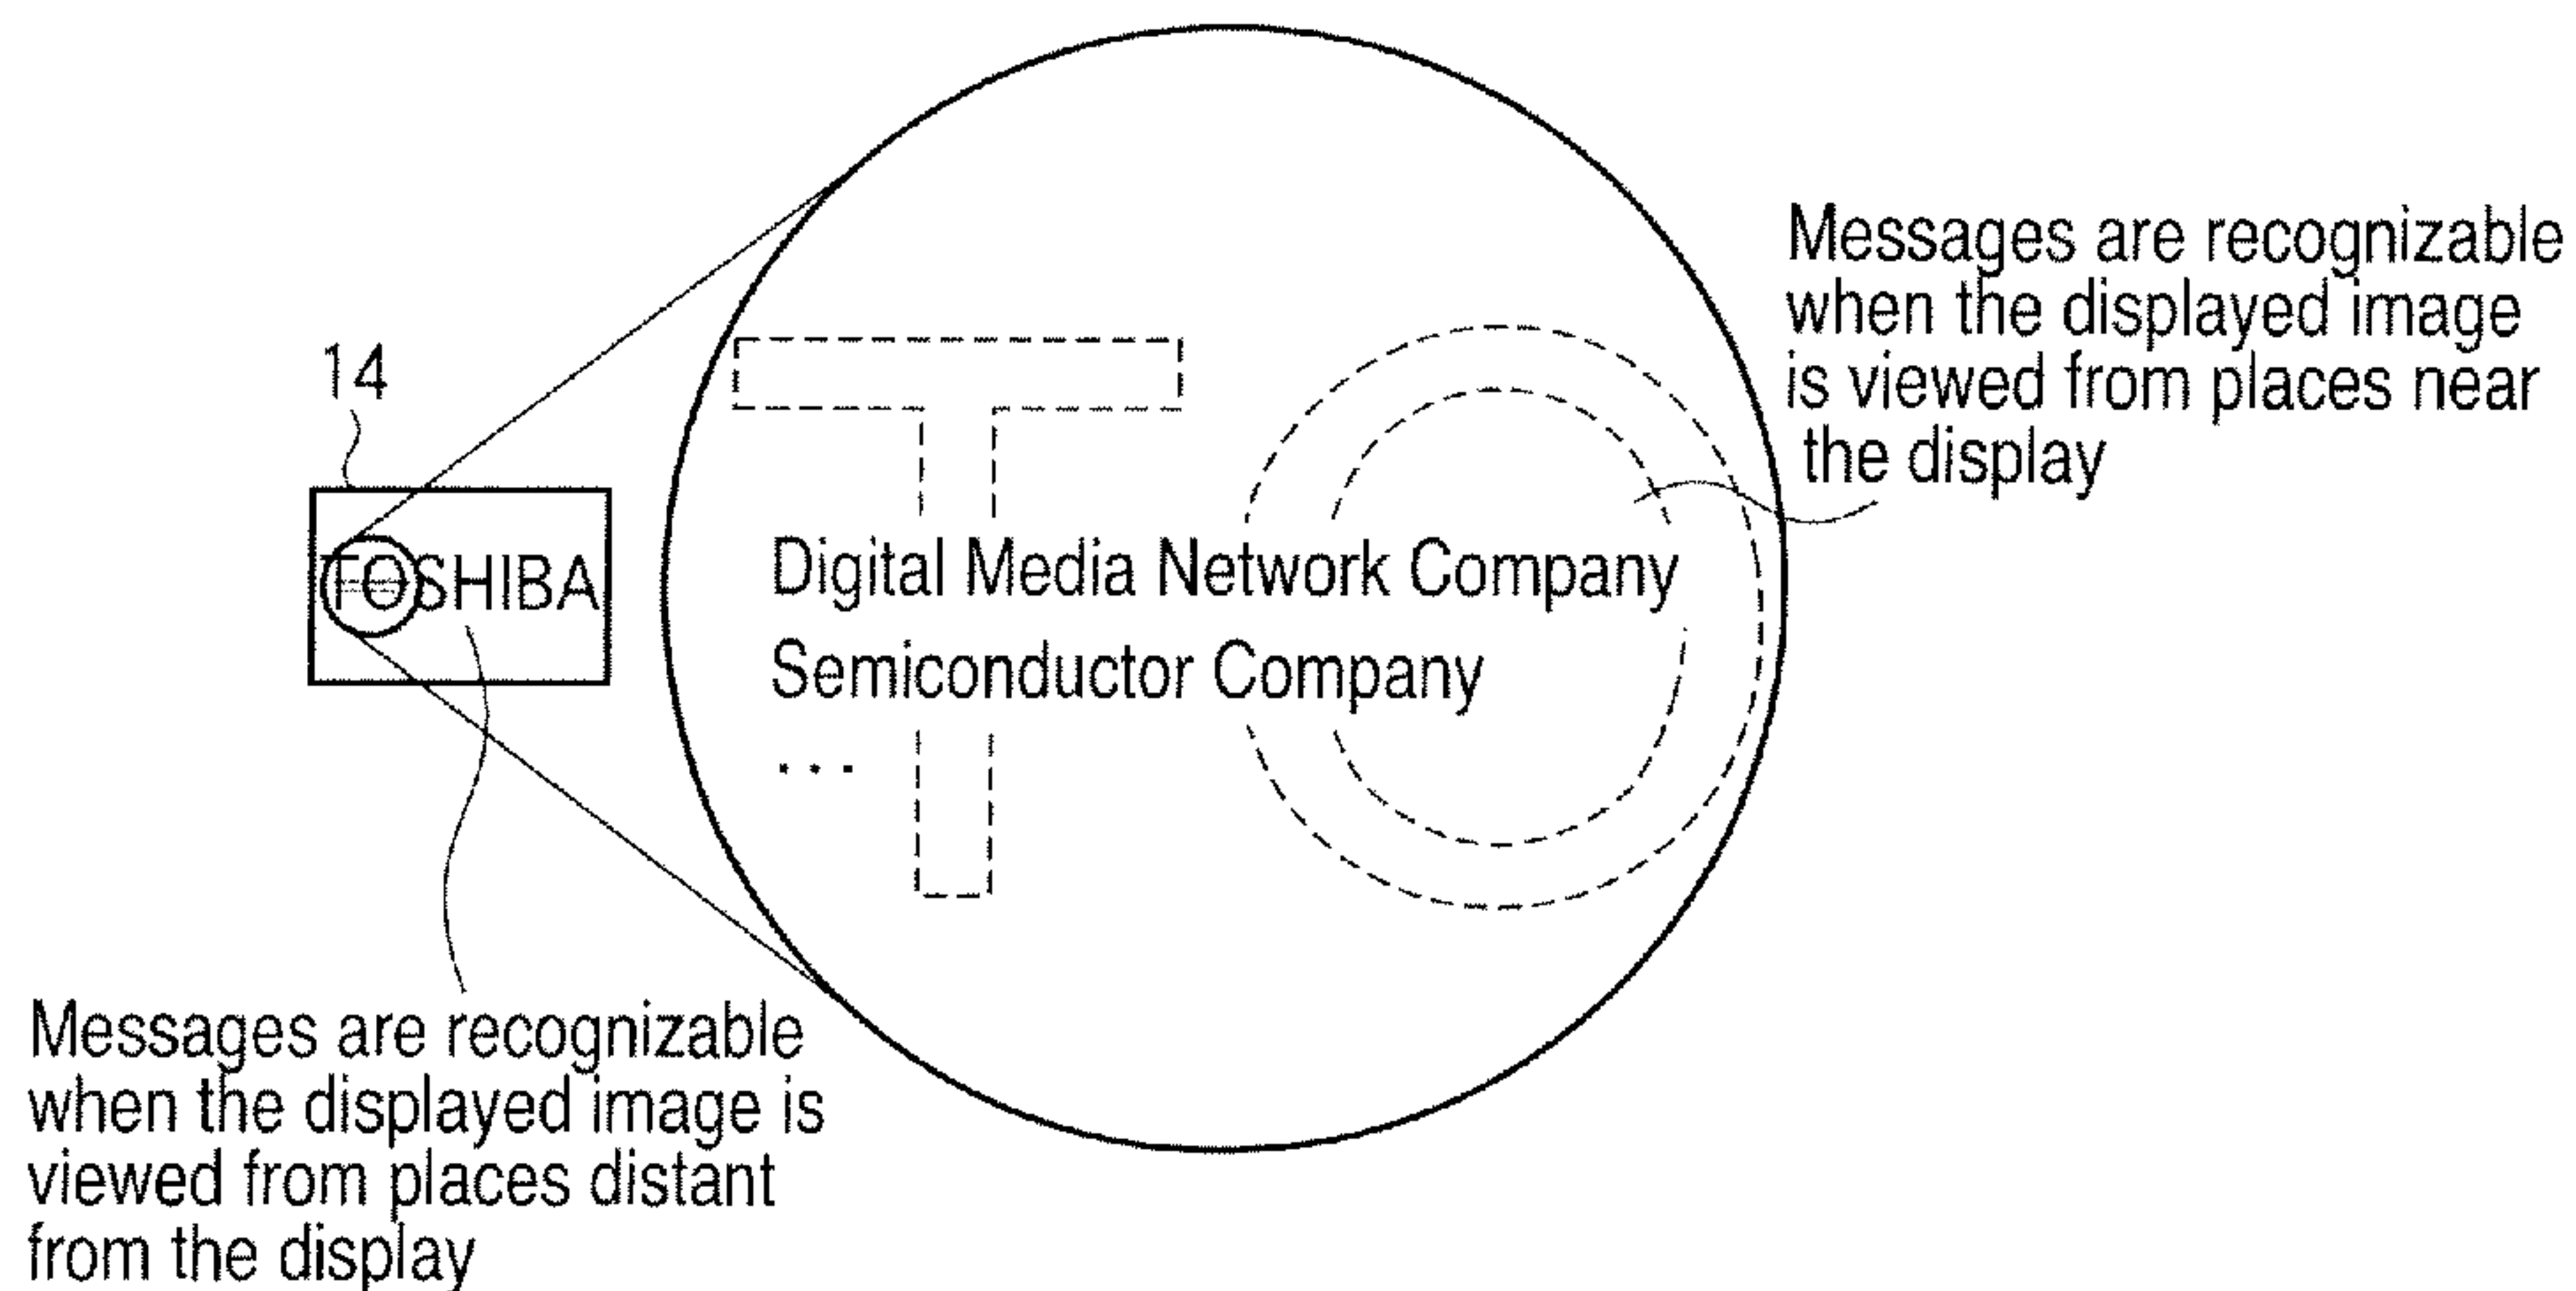 Messages are recognizable
when the displayed image
is viewed from places near
the display
14
TOSHIBA
Digital Media Network Company
Semiconductor Company
...
Messages are recognizable
when the displayed image is
viewed from places distant
from the display